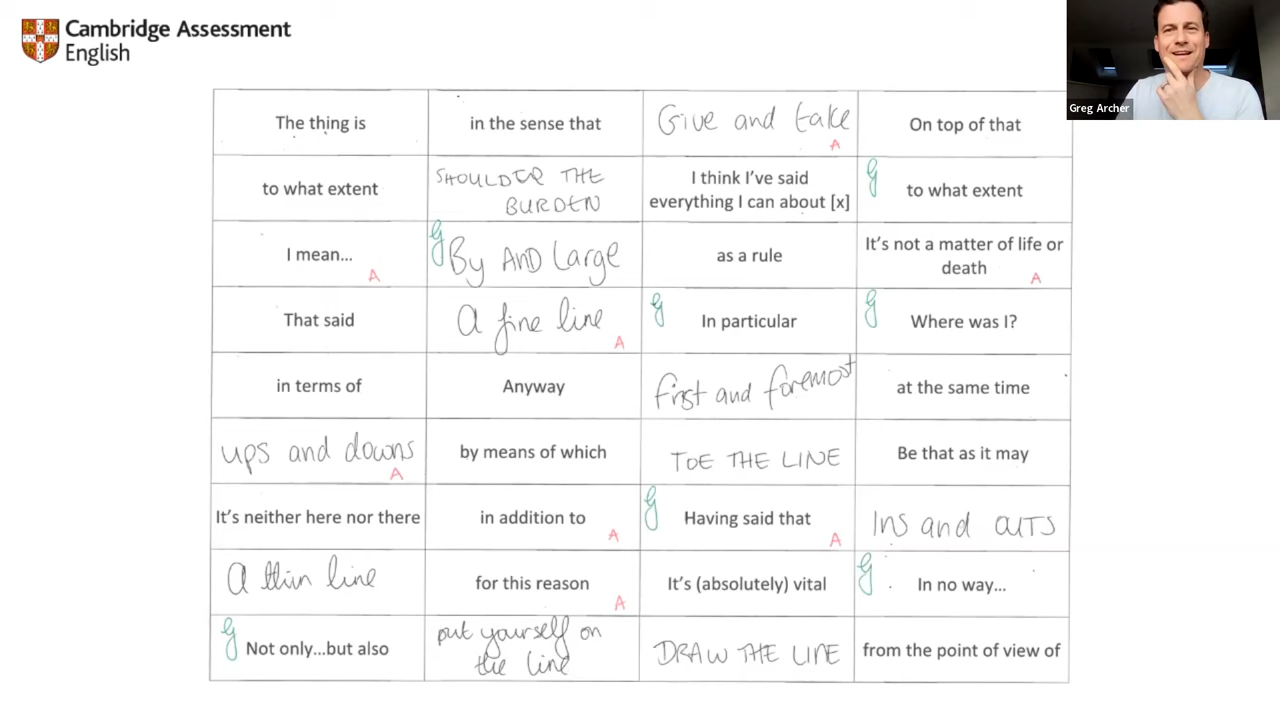 Cambridge Assessment
English
Greg Archer
The thing is
in the sense that
Give and take
A
On top of that
to what extent
SHOULDER THE
BURDEN
I think I've said
everything I can about [x]
g
to what extent
I mean...
A
g
By AND Large
as a rule
It's not a matter of life or
death
A
That said
A fine line
A
g
In particular
g
Where was I?
in terms of
Anyway
first and foremost
at the same time
ups and downs
A
by means of which
TOE THE LINE
Be that as it may
It's neither here nor there
in addition to
A
g
Having said that
A
INS and OUTS
A thin line
for this reason
A
It's (absolutely) vital
g
In no way...
g
Not only...but also
put yourself on
the line
DRAW THE LINE
from the point of view of